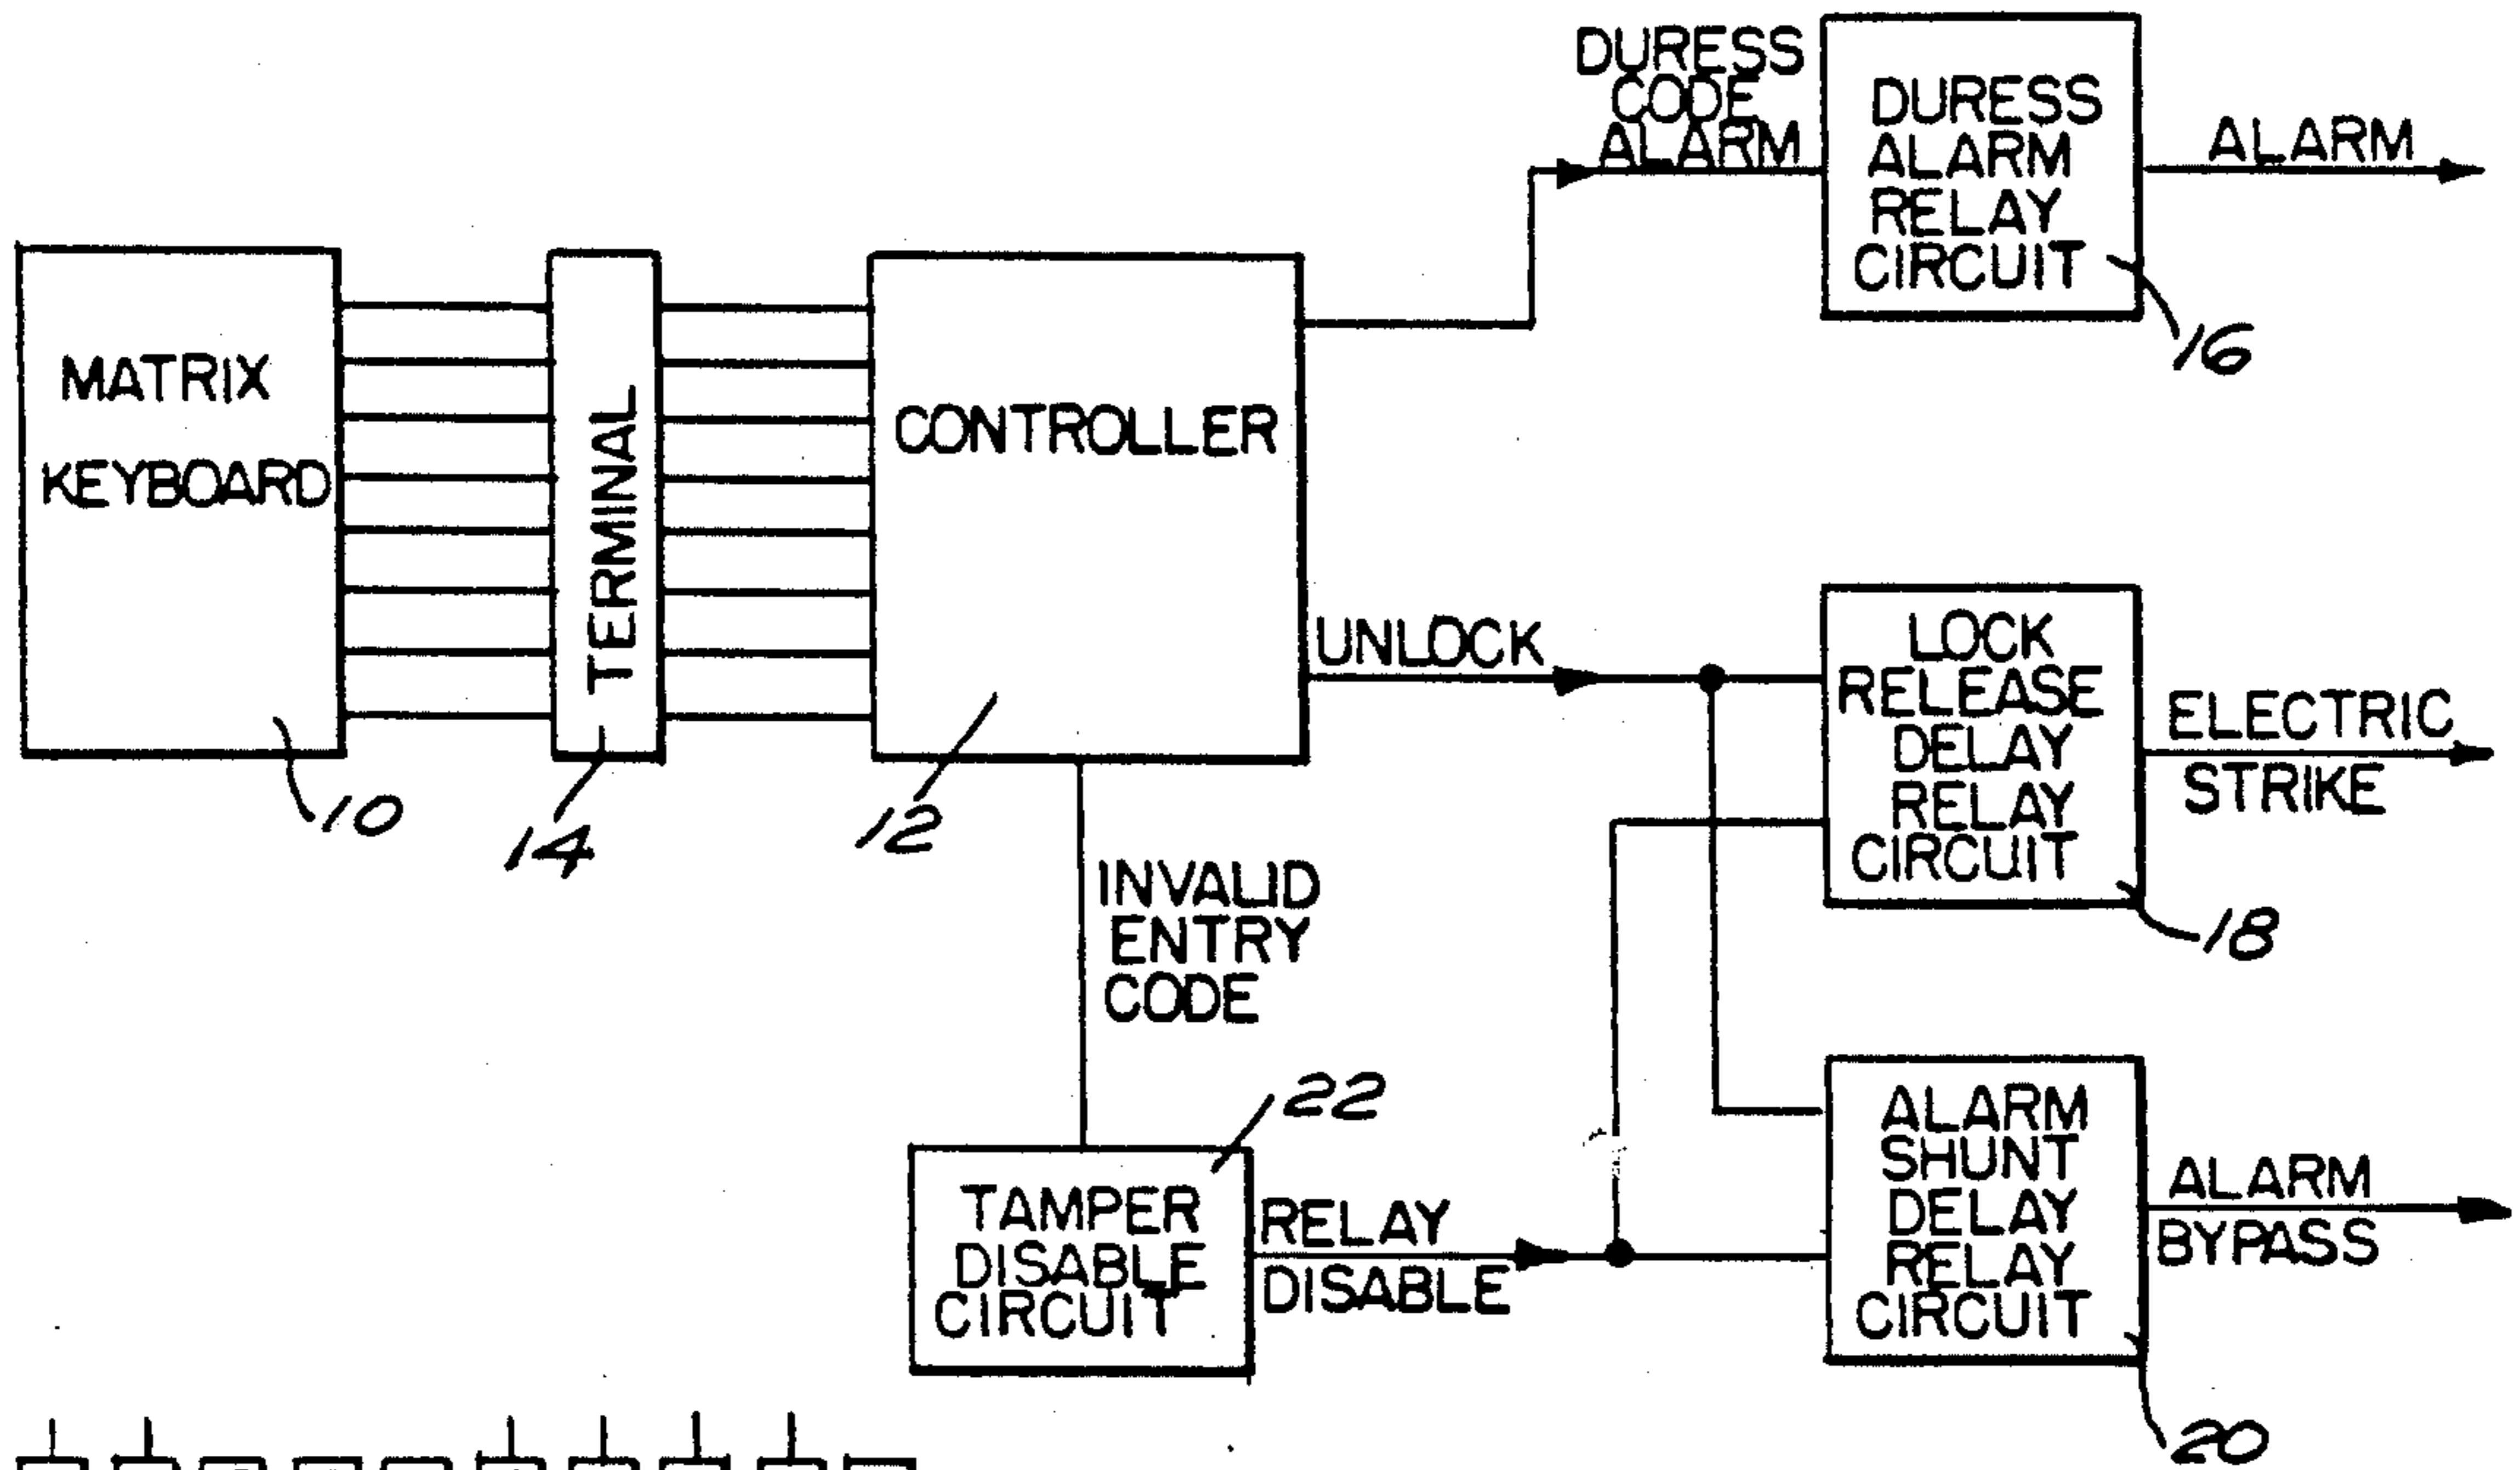 DURESS
CODE
ALARM
DURESS
ALARM
RELAY
CIRCUIT
ALARM
16
MATRIX
KEYBOARD
10
TERMINAL
14
CONTROLLER
12
UNLOCK
LOCK
RELEASE
DELAY
RELAY
CIRCUIT
ELECTRIC
STRIKE
18
INVALID
ENTRY
CODE
22
TAMPER
DISABLE
CIRCUIT
RELAY
DISABLE
ALARM
SHUNT
DELAY
RELAY
CIRCUIT
ALARM
BYPASS
20